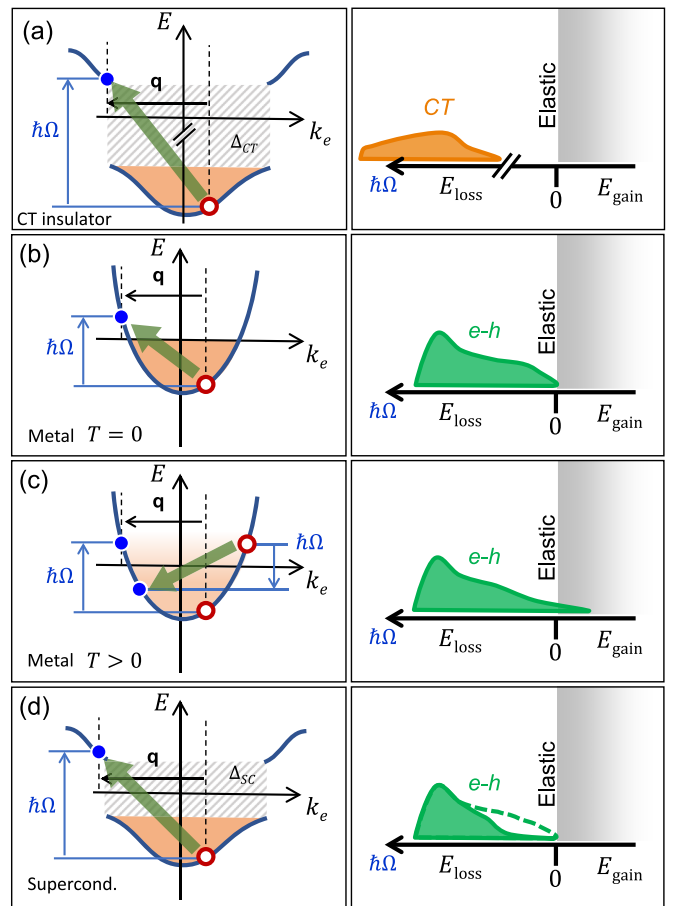 (a)
E
q
k_e
ħΩ
Δ_CT
CT insulator
CT
Elastic
ħΩ
E_loss
0
E_gain
(b)
E
q
k_e
ħΩ
Metal T = 0
e-h
Elastic
ħΩ
E_loss
0
E_gain
(c)
E
q
ħΩ
ħΩ
k_e
Metal T > 0
e-h
Elastic
ħΩ
E_loss
0
E_gain
(d)
E
q
Δ_SC
k_e
ħΩ
Supercond.
e-h
Elastic
ħΩ
E_loss
0
E_gain